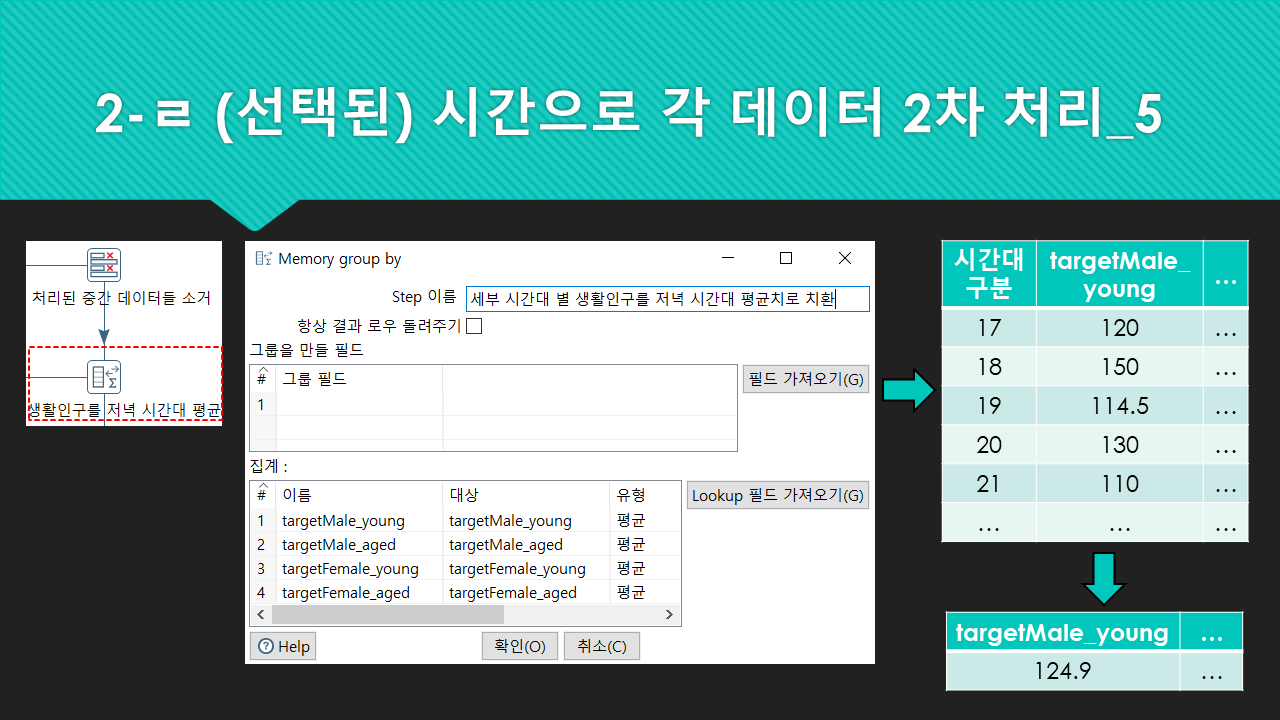 2-ㄹ (선택된) 시간으로 각 데이터 2차 처리_5
처리된 중간 데이터들 소거
생활인구를 저녁 시간대 평균
Memory group by
Step 이름 세부 시간대 별 생활인구를 저녁 시간대 평균치로 치환
항상 결과 로우 돌려주기
그룹을 만들 필드
# 그룹 필드
1
필드 가져오기(G)
집계 :
# 이름 대상 유형
1 targetMale_young targetMale_young 평균
2 targetMale_aged targetMale_aged 평균
3 targetFemale_young targetFemale_young 평균
4 targetFemale_aged targetFemale_aged 평균
Lookup 필드 가져오기(G)
Help 확인(O) 취소(C)
시간대 구분 targetMale_young ...
17 120 ...
18 150 ...
19 114.5 ...
20 130 ...
21 110 ...
... ... ...
targetMale_young ...
124.9 ...